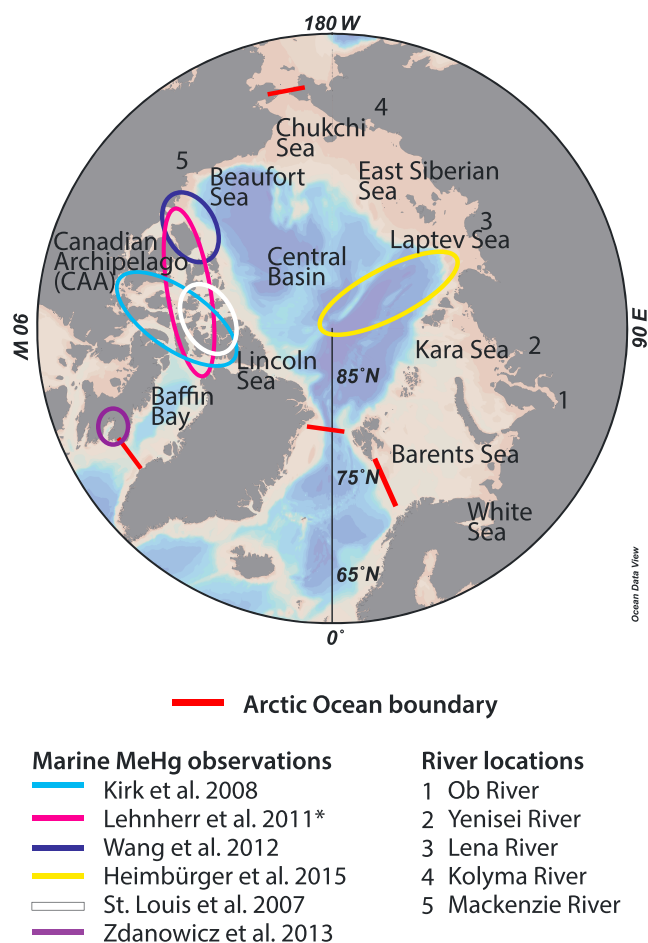 180 W
4
Chukchi
Sea
5
Beaufort
Sea
East Siberian
Sea
3
Canadian
Archipelago
(CAA)
Laptev Sea
Central
Basin
90 W
90 E
Kara Sea
2
Lincoln
Sea
85˚N
1
Baffin
Bay
Barents Sea
75˚N
White
Sea
65˚N
Ocean Data View
0˚
Arctic Ocean boundary
Marine MeHg observations
Kirk et al. 2008
Lehnherr et al. 2011*
Wang et al. 2012
Heimbürger et al. 2015
St. Louis et al. 2007
Zdanowicz et al. 2013
River locations
1 Ob River
2 Yenisei River
3 Lena River
4 Kolyma River
5 Mackenzie River